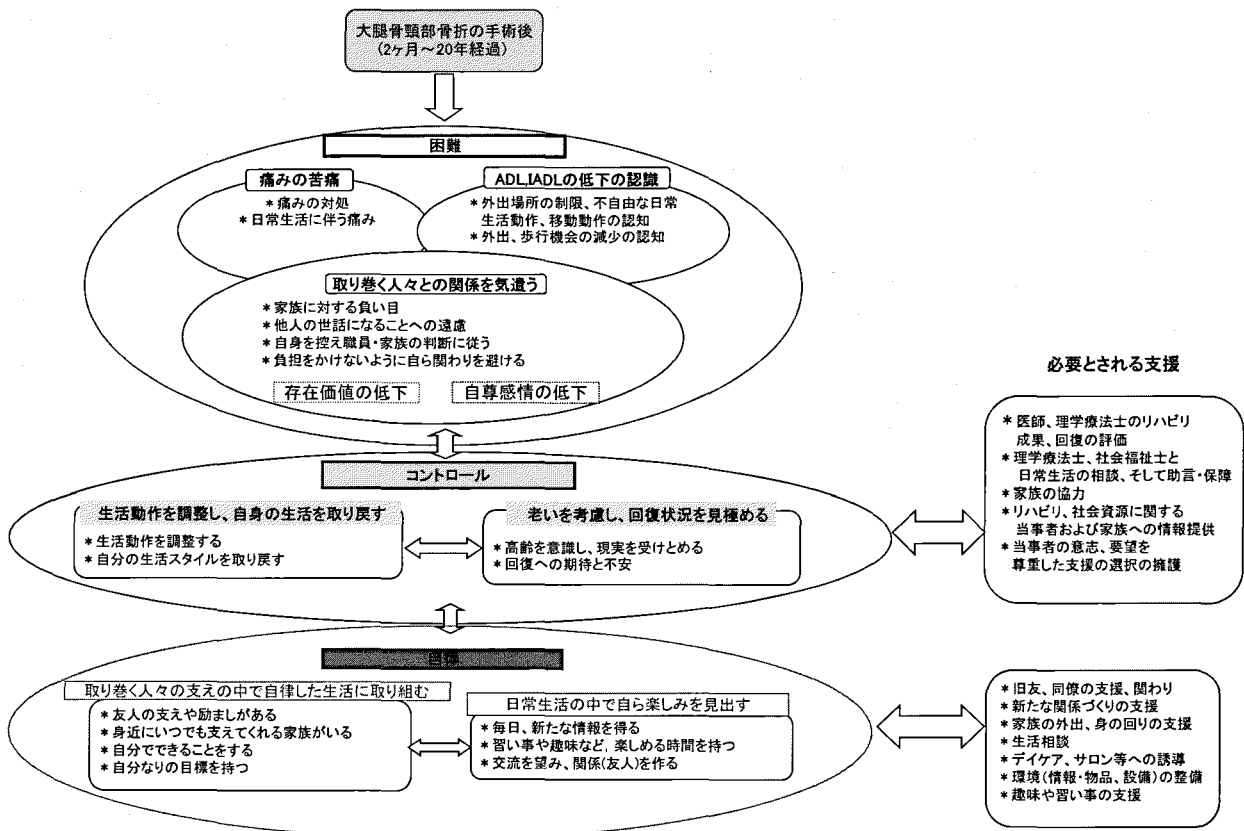 大腿骨頸部骨折の手術後
(2ヶ月～20年経過)
困難
痛みの苦痛
＊痛みの対処
＊日常生活に伴う痛み
ADL,IADLの低下の認識
＊外出場所の制限、不自由な日常
生活動作、移動動作の認知
＊外出、歩行機会の減少の認知
取り巻く人々との関係を気遣う
＊家族に対する負い目
＊他人の世話になることへの遠慮
＊自身を控え職員・家族の判断に従う
＊負担をかけないように自ら関わりを避ける
存在価値の低下
自尊感情の低下
コントロール
生活動作を調整し、自身の生活を取り戻す
＊生活動作を調整する
＊自分の生活スタイルを取り戻す
老いを考慮し、回復状況を見極める
＊高齢を意識し、現実を受けとめる
＊回復への期待と不安
取り巻く人々の支えの中で自律した生活に取り組む
＊友人の支えや励ましがある
＊身近にいつでも支えてくれる家族がいる
＊自分でできることをする
＊自分なりの目標を持つ
日常生活の中で自ら楽しみを見出す
＊毎日、新たな情報を得る
＊習い事や趣味など，楽しめる時間を持つ
＊交流を望み、関係(友人)を作る
必要とされる支援
＊医師、理学療法士のリハビリ
成果、回復の評価
＊理学療法士、社会福祉士と
日常生活の相談、そして助言・保障
＊家族の協力
＊リハビリ、社会資源に関する
当事者および家族への情報提供
＊当事者の意志、要望を
尊重した支援の選択の擁護
＊旧友、同僚の支援、関わり
＊新たな関係づくりの支援
＊家族の外出、身の回りの支援
＊生活相談
＊デイケア、サロン等への誘導
＊環境(情報・物品、設備)の整備
＊趣味や習い事の支援